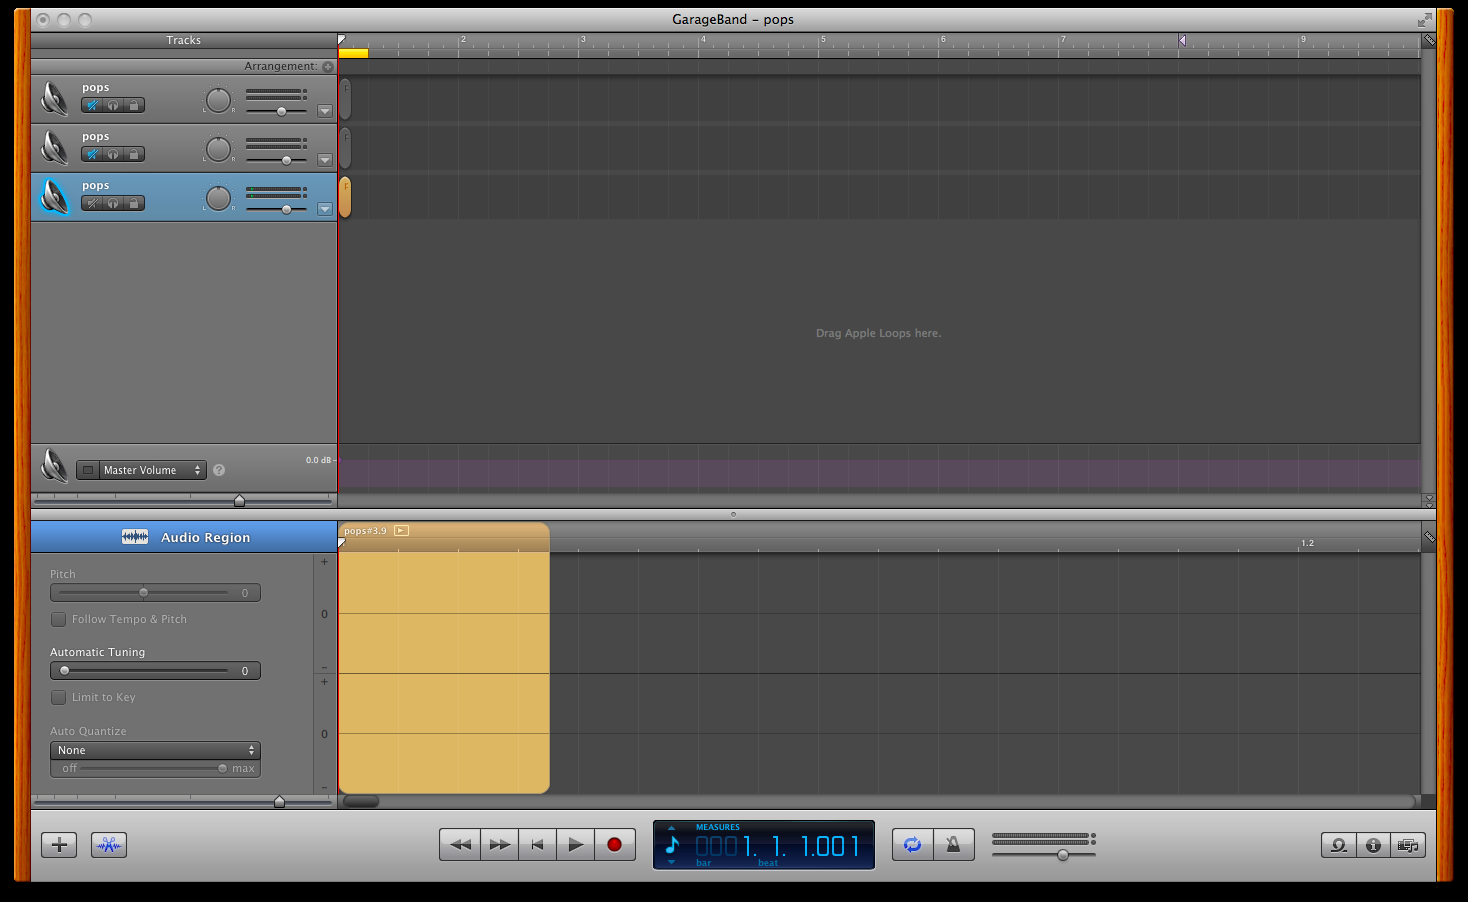 GarageBand – pops
Tracks
2 3 4 5 6 7 9
Arrangement:
pops
L R
pops
L R
pops
L R
Drag Apple Loops here.
Master Volume ?
0.0 dB
Audio Region
pops#3.9
1.2
Pitch
0
Follow Tempo & Pitch
Automatic Tuning
0
Limit to Key
Auto Quantize
None
off max
+
0
–
+
0
–
MEASURES
0001. 1. 1.001
bar beat